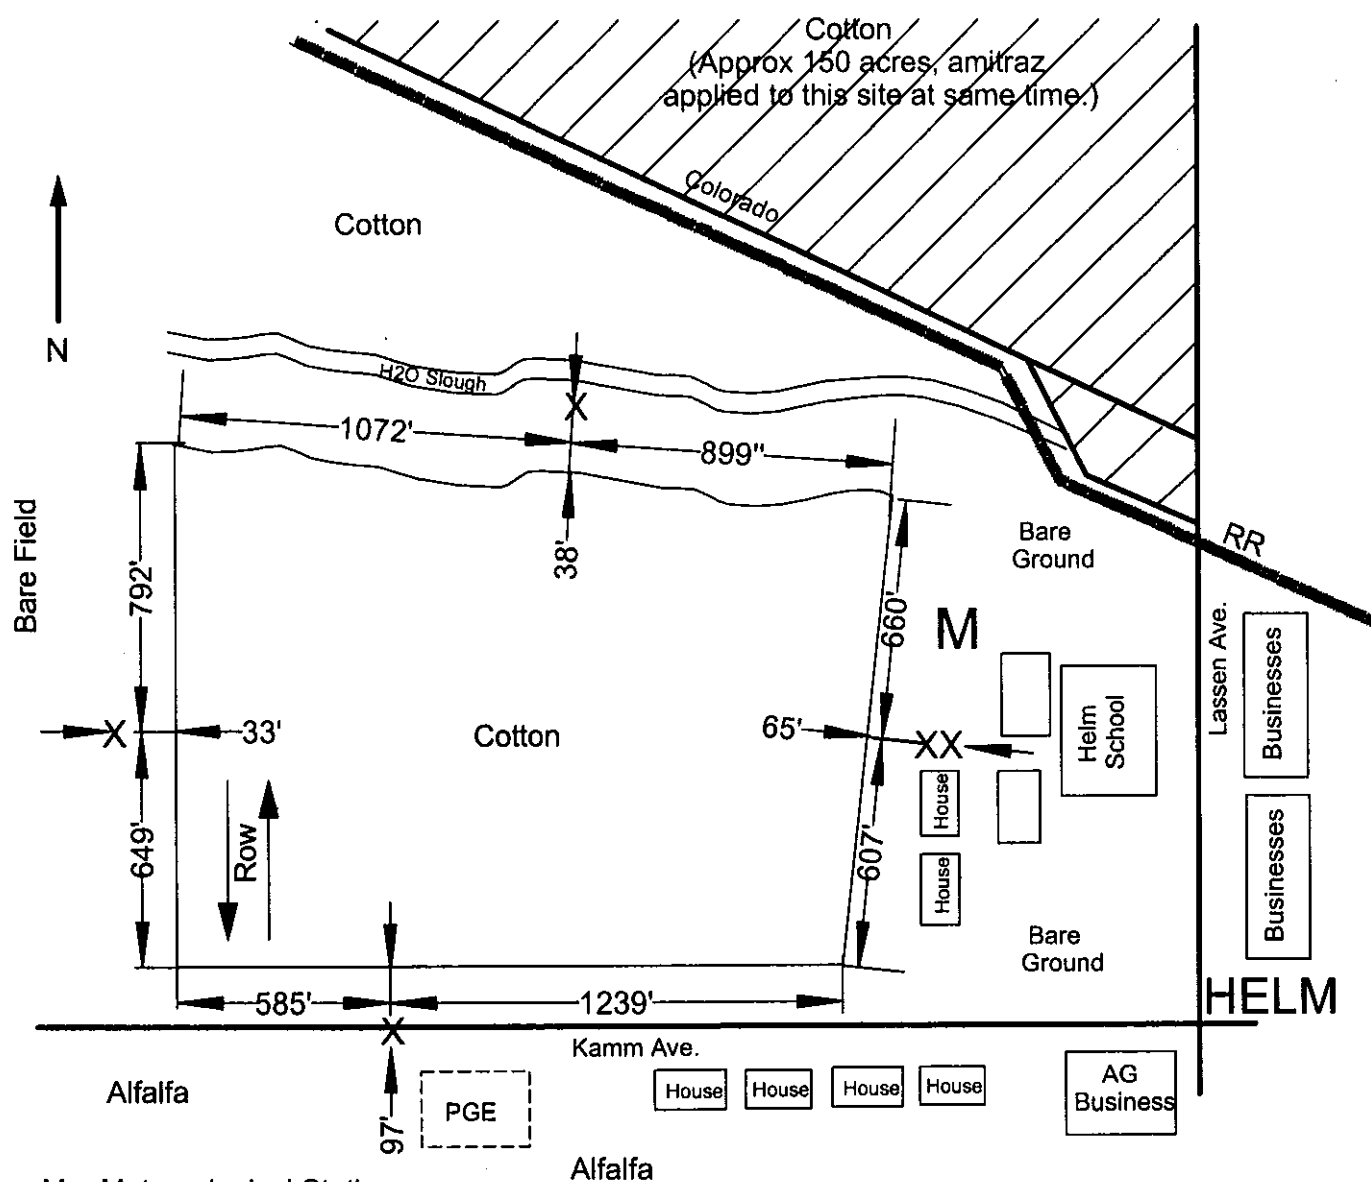 Cotton
(Approx 150 acres, amitraz
applied to this site at same time.)
Colorado
Cotton
N
H2O Slough
X
1072'
899"
38'
Bare Field
792'
Bare
Ground
RR
660'
M
Lassen Ave.
Businesses
Helm
School
X
33'
Cotton
65'
XX
House
649'
Row
607'
House
Businesses
Bare
Ground
585'
1239'
HELM
X
Kamm Ave.
Alfalfa
97'
PGE
House
House
House
House
AG
Business
Alfalfa